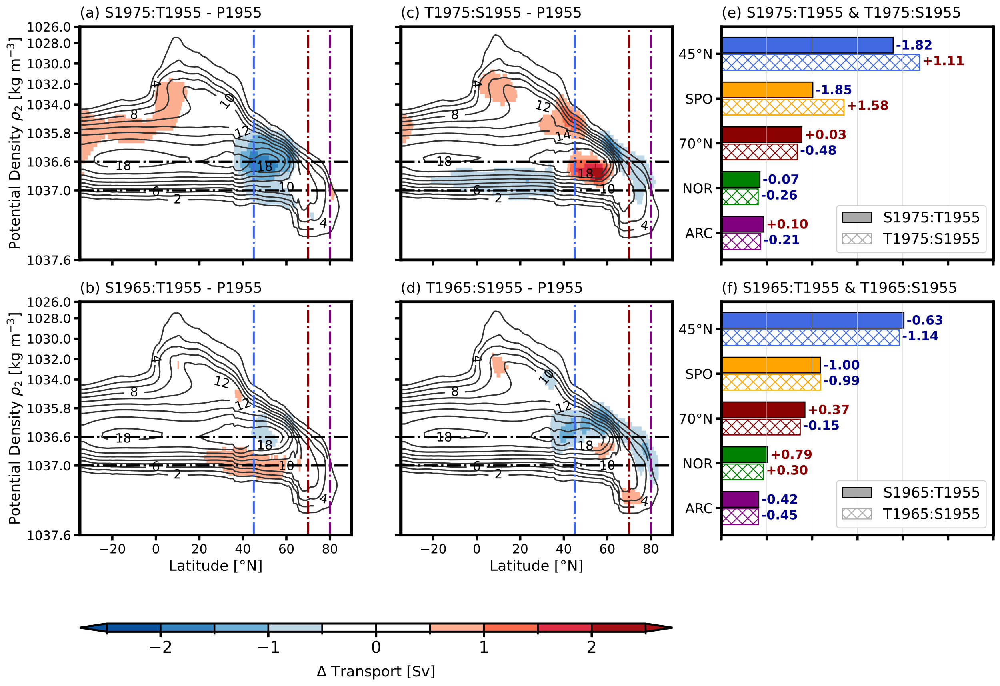 (a) S1975:T1955 - P1955
1026.0
1028.0
1030.0
1032.0
1034.0
1035.8
1036.6
1037.0
1037.6
Potential Density ρ₂ [kg m⁻³]
4
10
8
12
18
18
6
10
2
4
(c) T1975:S1955 - P1955
4
12
8
14
18
18
6
10
2
4
(e) S1975:T1955 & T1975:S1955
45°N
-1.82
+1.11
SPO
-1.85
+1.58
70°N
+0.03
-0.48
NOR
-0.07
-0.26
ARC
+0.10
-0.21
S1975:T1955
T1975:S1955
(b) S1965:T1955 - P1955
1026.0
1028.0
1030.0
1032.0
1034.0
1035.8
1036.6
1037.0
1037.6
Potential Density ρ₂ [kg m⁻³]
4
12
8
12
18
18
6
10
2
4
−20 0 20 40 60 80
Latitude [°N]
(d) T1965:S1955 - P1955
4
10
8
12
18
18
6
10
2
4
−20 0 20 40 60 80
Latitude [°N]
(f) S1965:T1955 & T1965:S1955
45°N
-0.63
-1.14
SPO
-1.00
-0.99
70°N
+0.37
-0.15
NOR
+0.79
+0.30
ARC
-0.42
-0.45
S1965:T1955
T1965:S1955
−2 −1 0 1 2
Δ Transport [Sv]